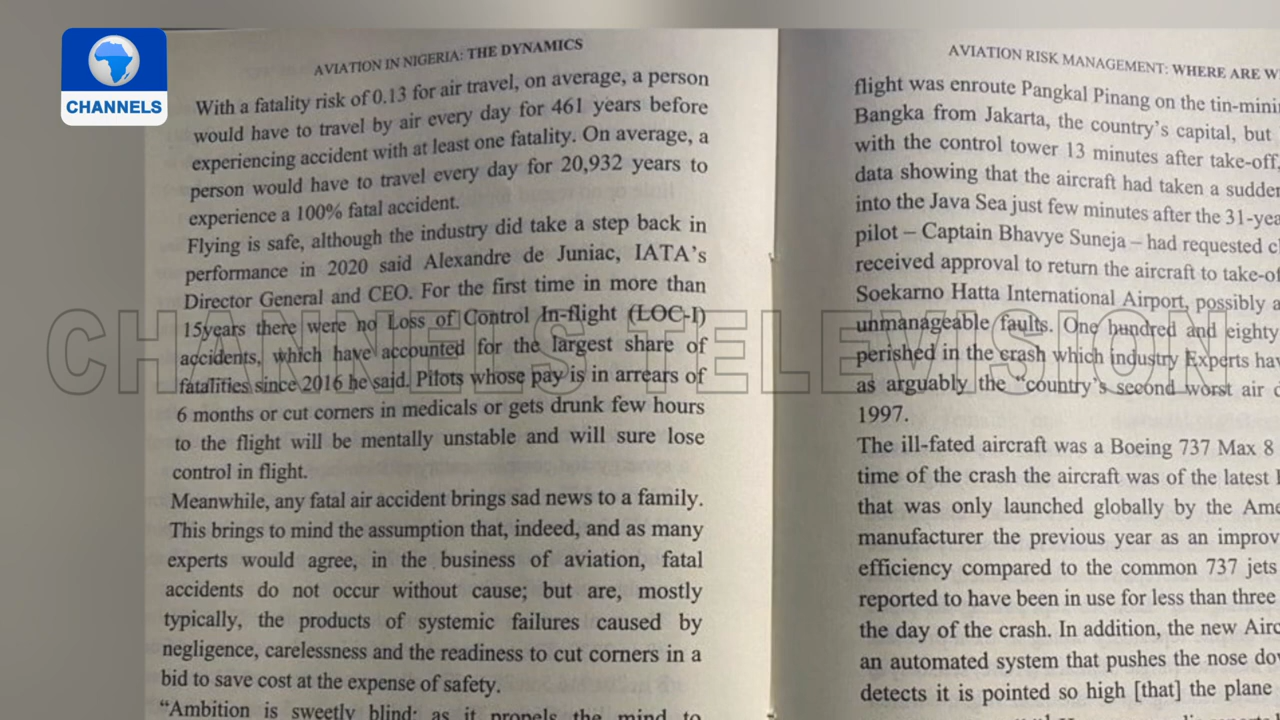 CHANNELS
AVIATION IN NIGERIA: THE DYNAMICS
With a fatality risk of 0.13 for air travel, on average, a person
would have to travel by air every day for 461 years before
experiencing accident with at least one fatality. On average, a
person would have to travel every day for 20,932 years to
experience a 100% fatal accident.
Flying is safe, although the industry did take a step back in
performance in 2020 said Alexandre de Juniac, IATA's
Director General and CEO. For the first time in more than
15years there were no Loss of Control In-flight (LOC-I)
accidents, which have accounted for the largest share of
fatalities since 2016 he said. Pilots whose pay is in arrears of
6 months or cut corners in medicals or gets drunk few hours
to the flight will be mentally unstable and will sure lose
control in flight.
Meanwhile, any fatal air accident brings sad news to a family.
This brings to mind the assumption that, indeed, and as many
experts would agree, in the business of aviation, fatal
accidents do not occur without cause; but are, mostly
typically, the products of systemic failures caused by
negligence, carelessness and the readiness to cut corners in a
bid to save cost at the expense of safety.
"Ambition is sweetly blind; as it propels the mind to
AVIATION RISK MANAGEMENT: WHERE ARE W
flight was enroute Pangkal Pinang on the tin-mini
Bangka from Jakarta, the country's capital, but
with the control tower 13 minutes after take-off,
data showing that the aircraft had taken a sudden
into the Java Sea just few minutes after the 31-yea
pilot – Captain Bhavye Suneja – had requested cl
received approval to return the aircraft to take-of
Soekarno Hatta International Airport, possibly a
unmanageable faults. One hundred and eighty
perished in the crash which industry Experts hav
as arguably the "country's second worst air d
1997.
The ill-fated aircraft was a Boeing 737 Max 8
time of the crash the aircraft was of the latest
that was only launched globally by the Ame
manufacturer the previous year as an improv
efficiency compared to the common 737 jets
reported to have been in use for less than three
the day of the crash. In addition, the new Airc
an automated system that pushes the nose dow
detects it is pointed so high [that] the plane
CHANNELS TELEVISION